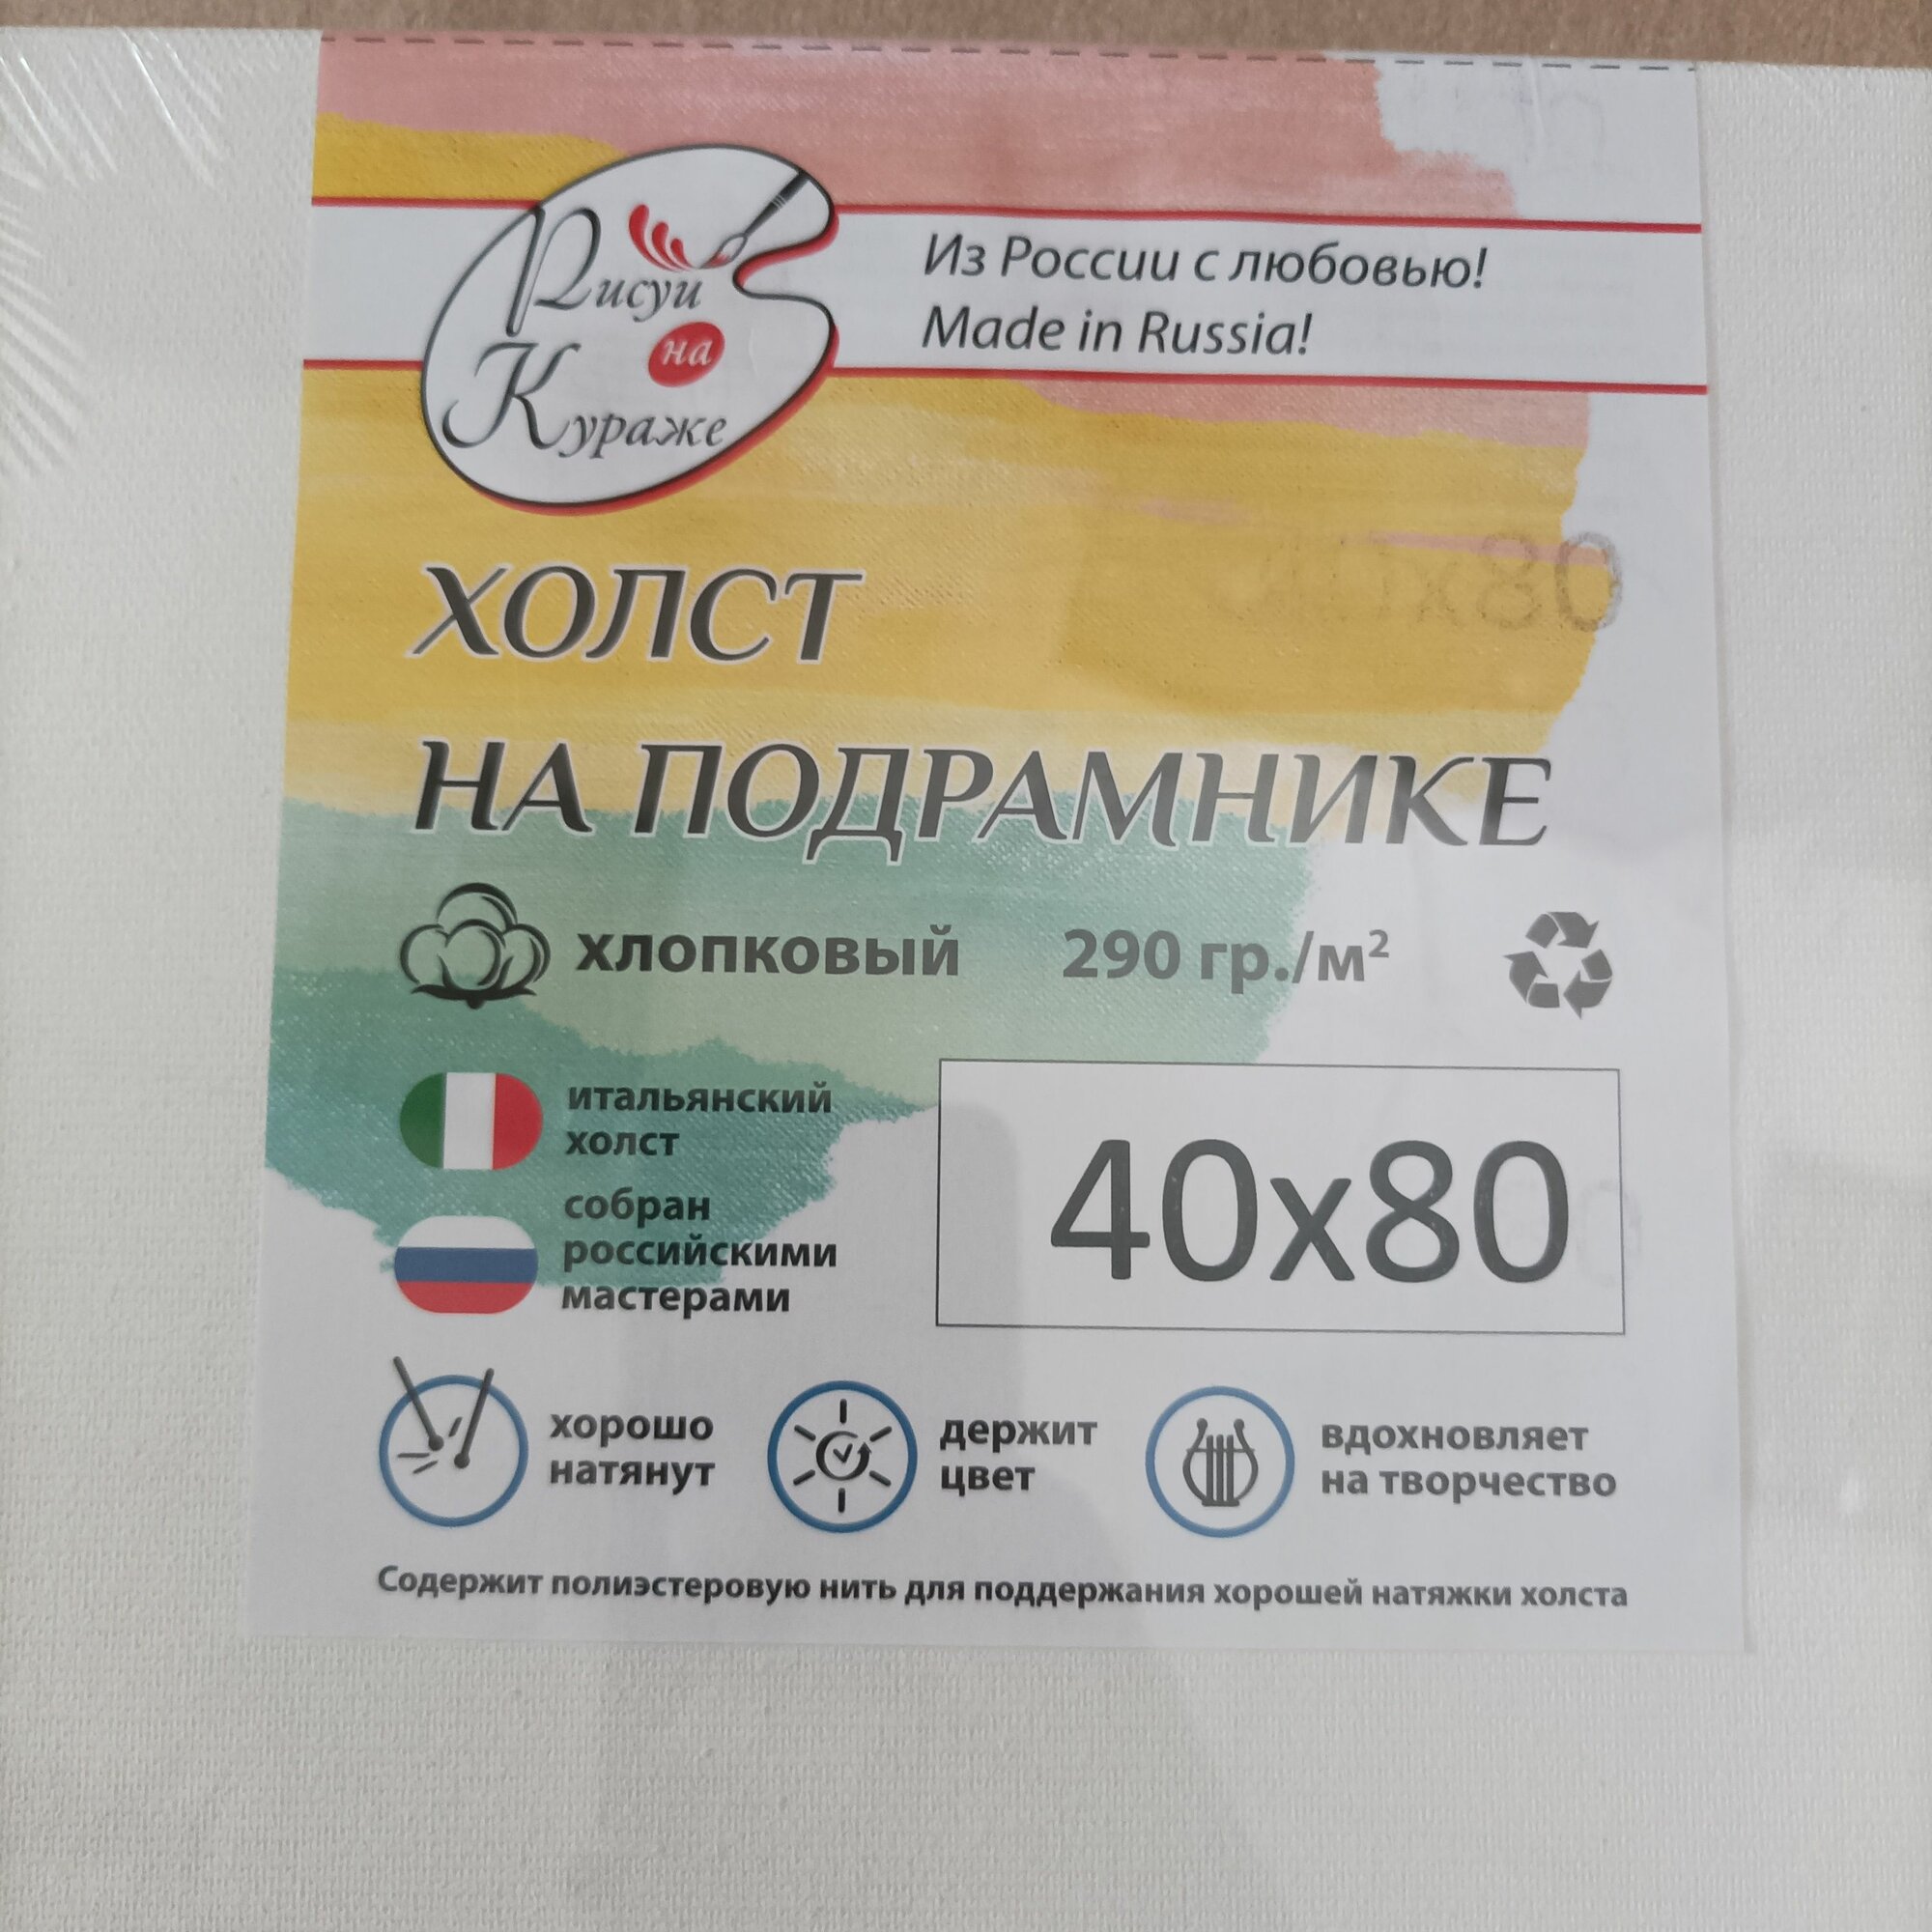 Рисуй
на
Кураже
Из России с любовью!
Made in Russia!
ХОЛСТ
НА ПОДРАМНИКЕ
хлопковый 290 гр./м²
итальянский
холст
собран
российскими
мастерами
40х80
хорошо
натянут
держит
цвет
вдохновляет
на творчество
Содержит полиэстеровую нить для поддержания хорошей натяжки холста